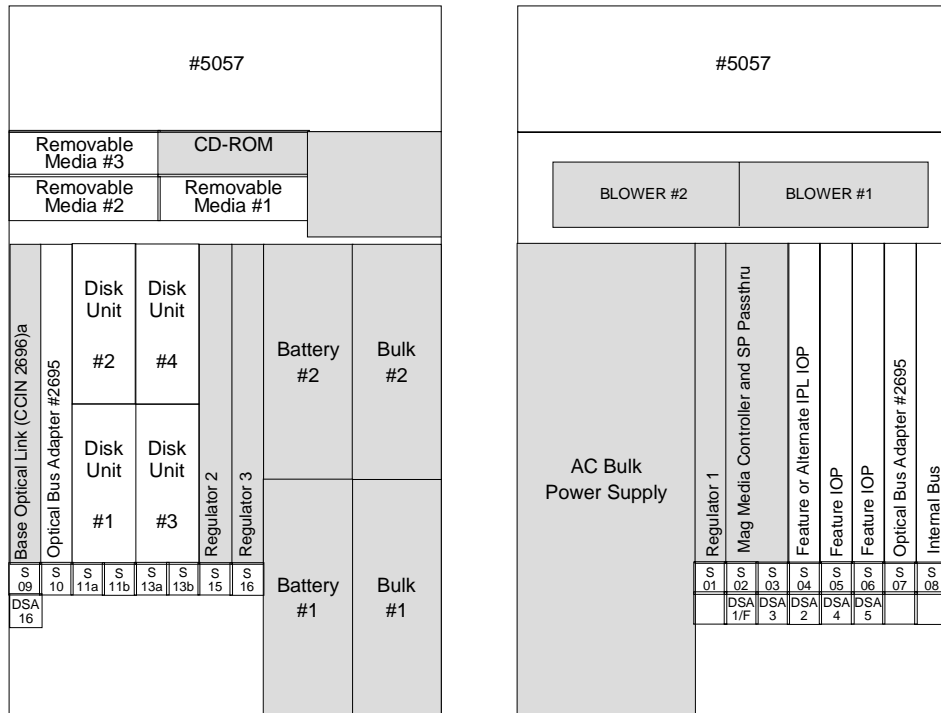 #5057
Removable
Media #3
CD-ROM
Removable
Media #2
Removable
Media #1
Base Optical Link (CCIN 2696)a
Optical Bus Adapter #2695
Disk
Unit
#2
Disk
Unit
#4
Disk
Unit
#1
Disk
Unit
#3
Regulator 2
Regulator 3
Battery
#2
Bulk
#2
Battery
#1
Bulk
#1
S
09
S
10
S
11a
S
11b
S
13a
S
13b
S
15
S
16
DSA
16
#5057
BLOWER #2
BLOWER #1
AC Bulk
Power Supply
Regulator 1
Mag Media Controller and SP Passthru
Feature or Alternate IPL IOP
Feature IOP
Feature IOP
Optical Bus Adapter #2695
Internal Bus
S
01
S
02
S
03
S
04
S
05
S
06
S
07
S
08
DSA
1/F
DSA
3
DSA
2
DSA
4
DSA
5